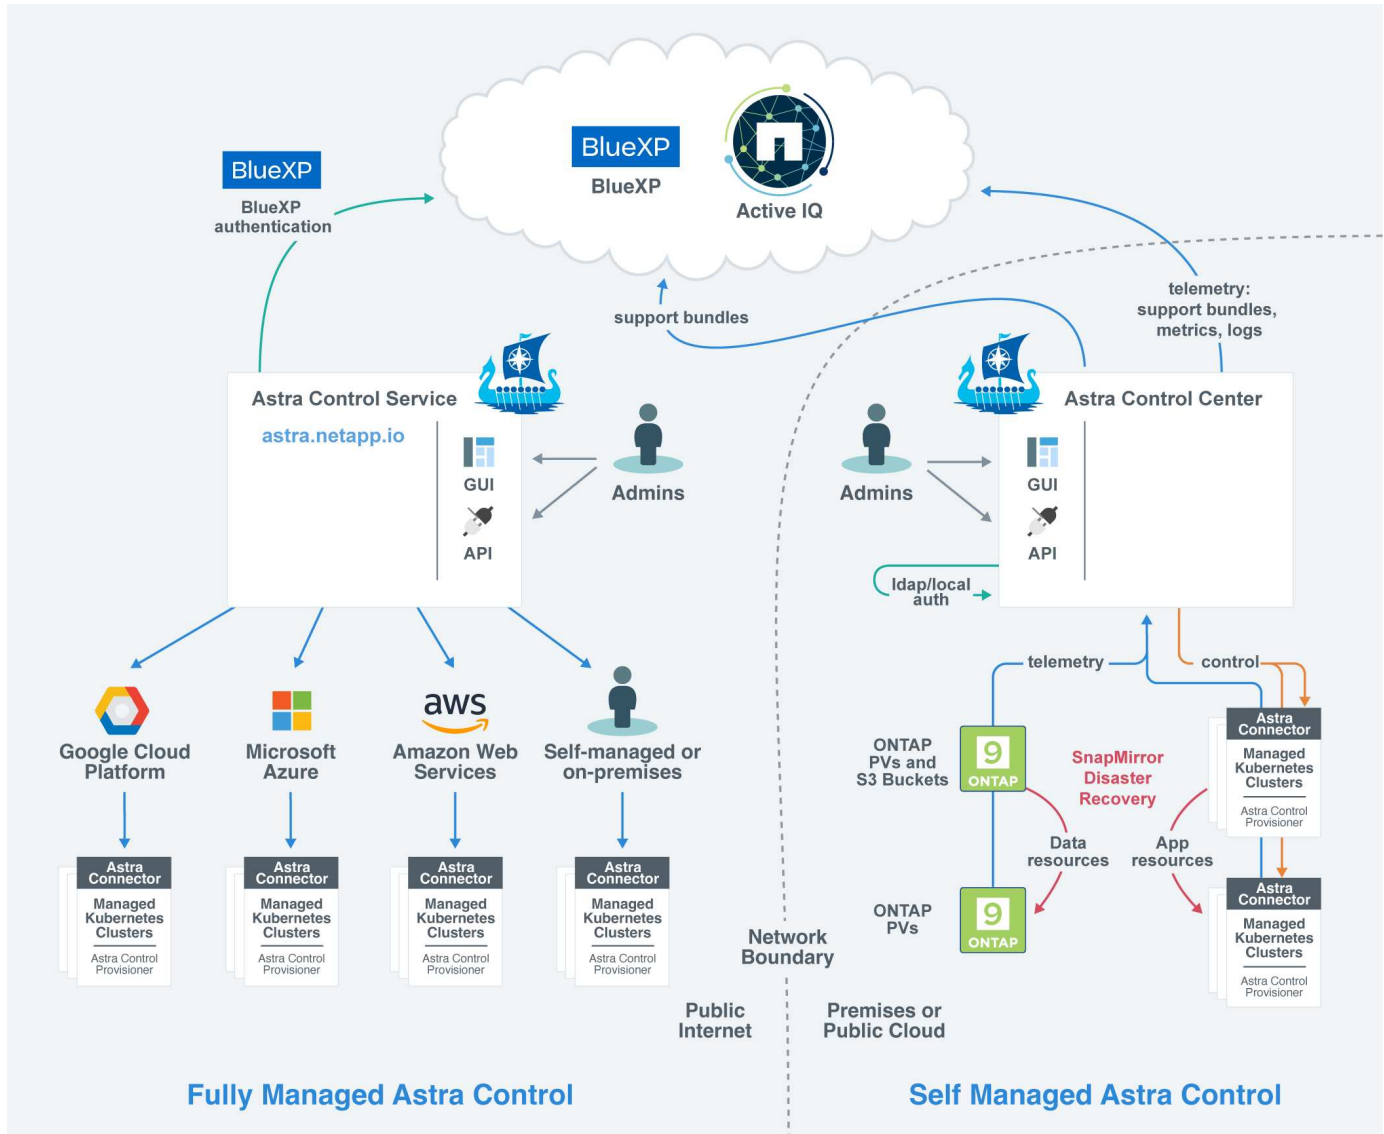 BlueXP
BlueXP
Active IQ
BlueXP
BlueXP
authentication
support bundles
telemetry:
support bundles,
metrics, logs
Astra Control Service
astra.netapp.io
GUI
API
Admins
Admins
Astra Control Center
GUI
API
ldap/local
auth
Google Cloud
Platform
Microsoft
Azure
aws
Amazon Web
Services
Self-managed or
on-premises
Astra
Connector
Managed
Kubernetes
Clusters
Astra Control
Provisioner
Astra
Connector
Managed
Kubernetes
Clusters
Astra Control
Provisioner
Astra
Connector
Managed
Kubernetes
Clusters
Astra Control
Provisioner
Astra
Connector
Managed
Kubernetes
Clusters
Astra Control
Provisioner
telemetry
control
ONTAP
PVs and
S3 Buckets
9
ONTAP
SnapMirror
Disaster
Recovery
Astra
Connector
Managed
Kubernetes
Clusters
Astra Control
Provisioner
Data
resources
App
resources
ONTAP
PVs
9
ONTAP
Astra
Connector
Managed
Kubernetes
Clusters
Astra Control
Provisioner
Network
Boundary
Public
Internet
Premises or
Public Cloud
Fully Managed Astra Control
Self Managed Astra Control